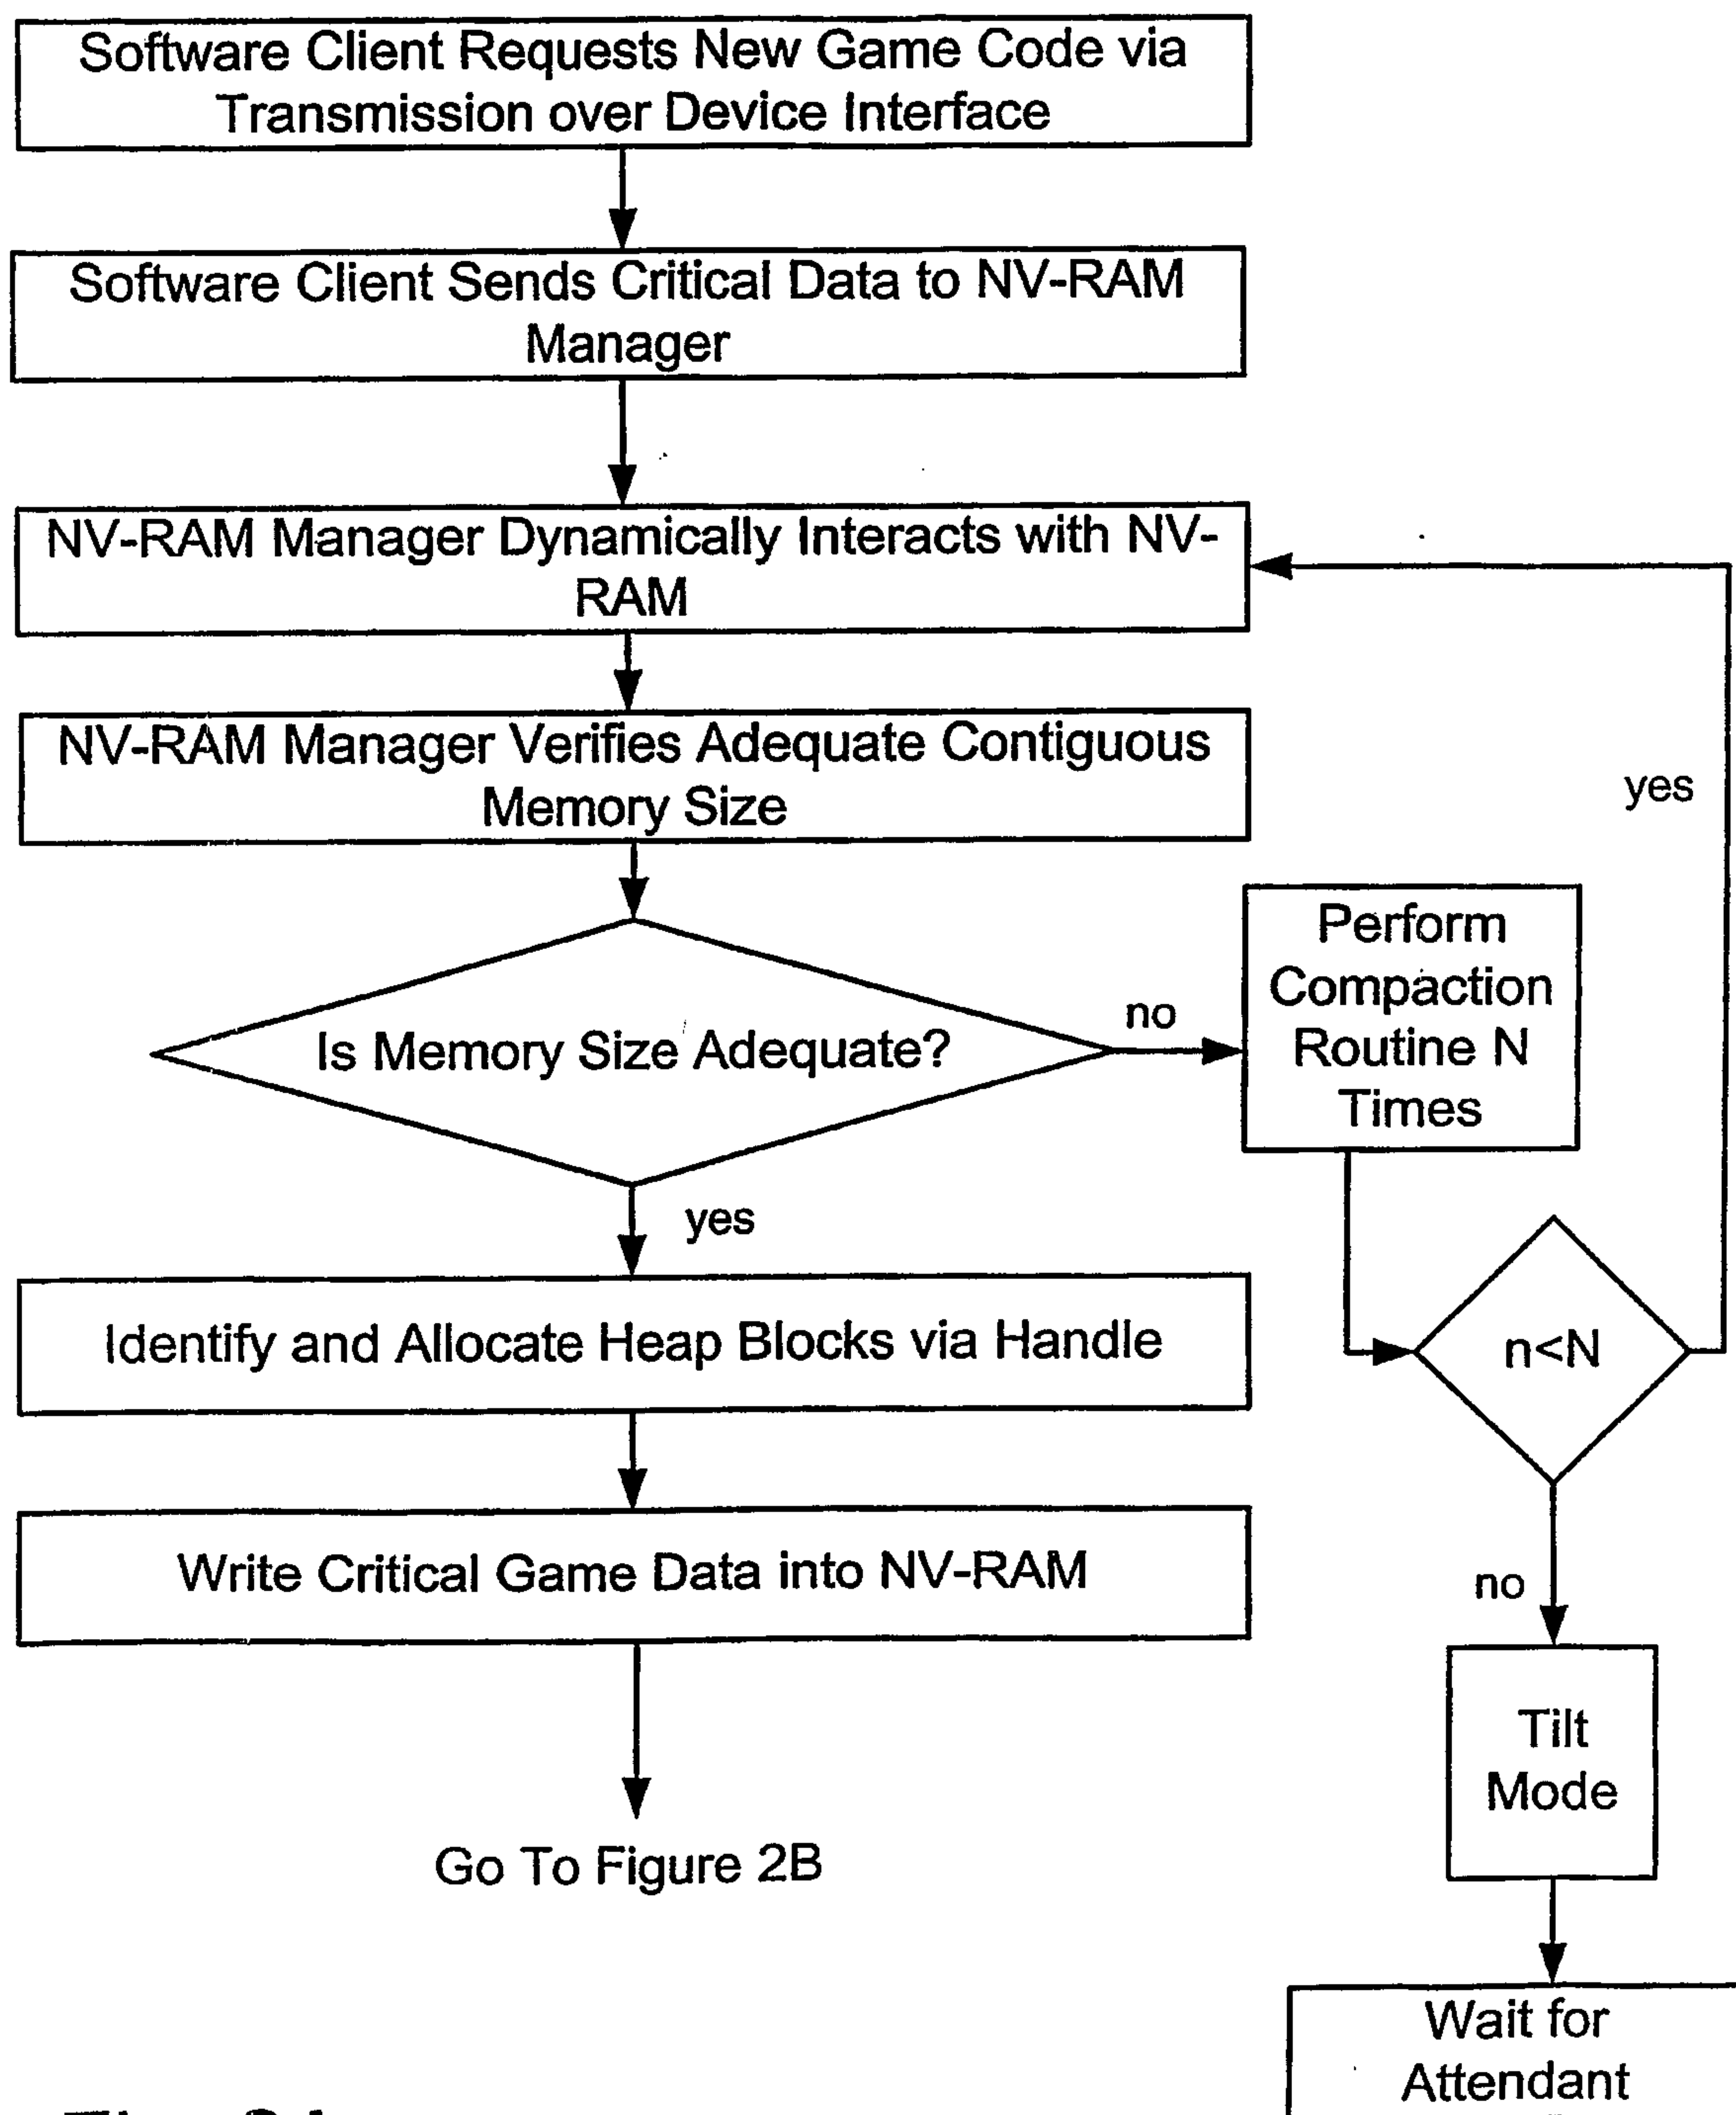 Software Client Requests New Game Code via
Transmission over Device Interface
Software Client Sends Critical Data to NV-RAM
Manager
NV-RAM Manager Dynamically Interacts with NV-
RAM
NV-RAM Manager Verifies Adequate Contiguous
Memory Size
yes
Perform
Compaction
Routine N
Times
no
Is Memory Size Adequate?
yes
Identify and Allocate Heap Blocks via Handle
n<N
Write Critical Game Data into NV-RAM
no
Tilt
Mode
Go To Figure 2B
Wait for
Attendant